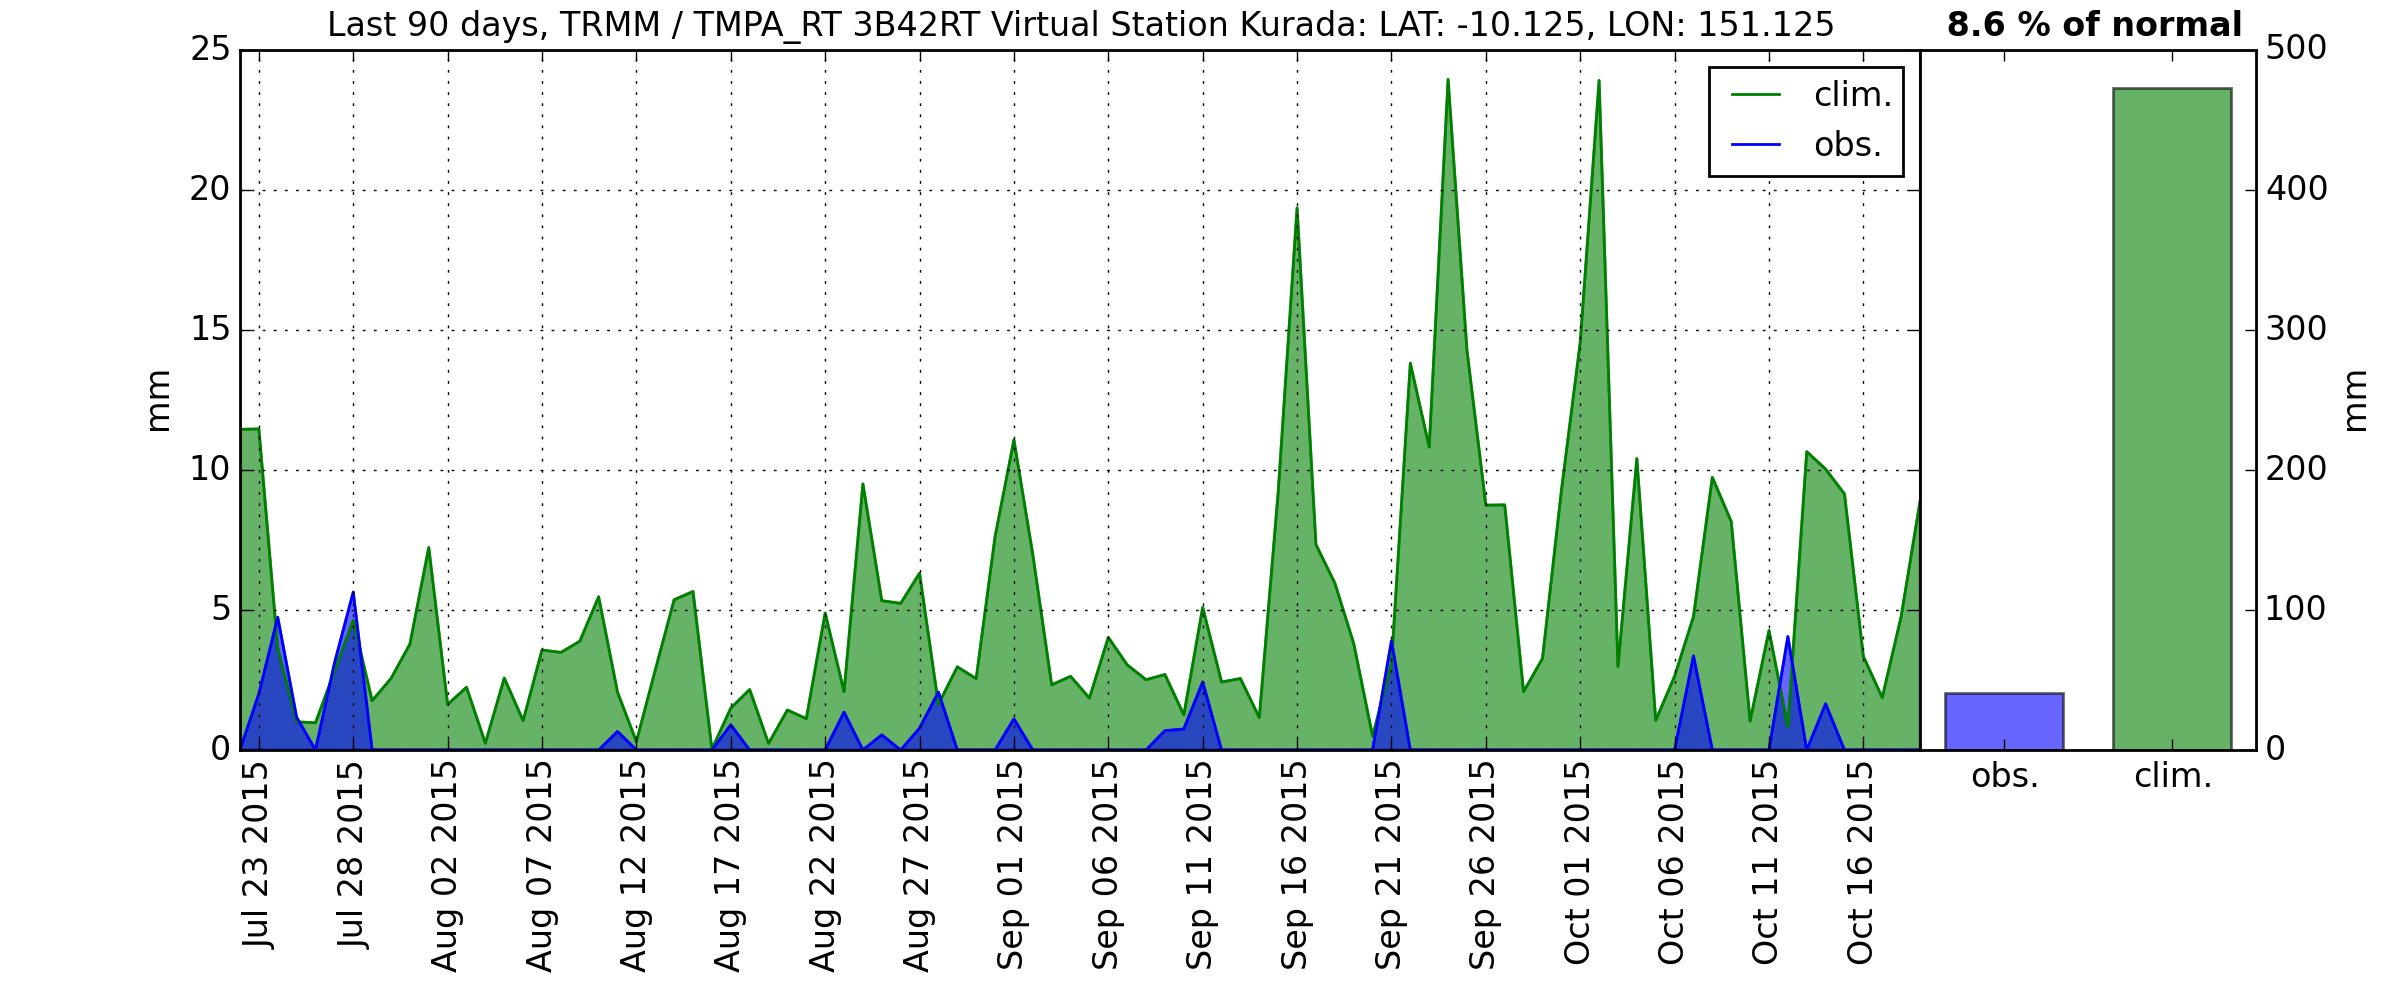 Last 90 days, TRMM / TMPA_RT 3B42RT Virtual Station Kurada: LAT: -10.125, LON: 151.125
8.6 % of normal
25
20
15
10
5
0
mm
clim.
obs.
500
400
300
200
100
0
mm
Jul 23 2015
Jul 28 2015
Aug 02 2015
Aug 07 2015
Aug 12 2015
Aug 17 2015
Aug 22 2015
Aug 27 2015
Sep 01 2015
Sep 06 2015
Sep 11 2015
Sep 16 2015
Sep 21 2015
Sep 26 2015
Oct 01 2015
Oct 06 2015
Oct 11 2015
Oct 16 2015
obs.
clim.